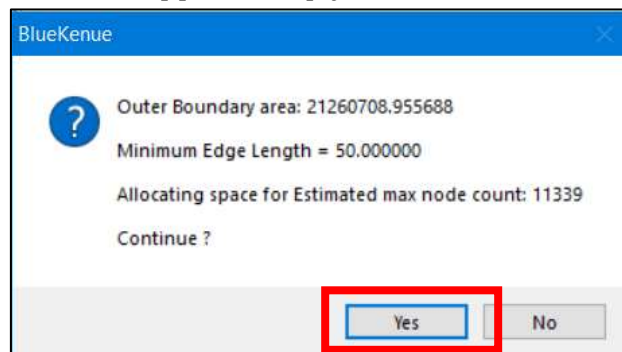 BlueKenue
Outer Boundary area: 21260708.955688
Minimum Edge Length = 50.000000
Allocating space for Estimated max node count: 11339
Continue ?
Yes No